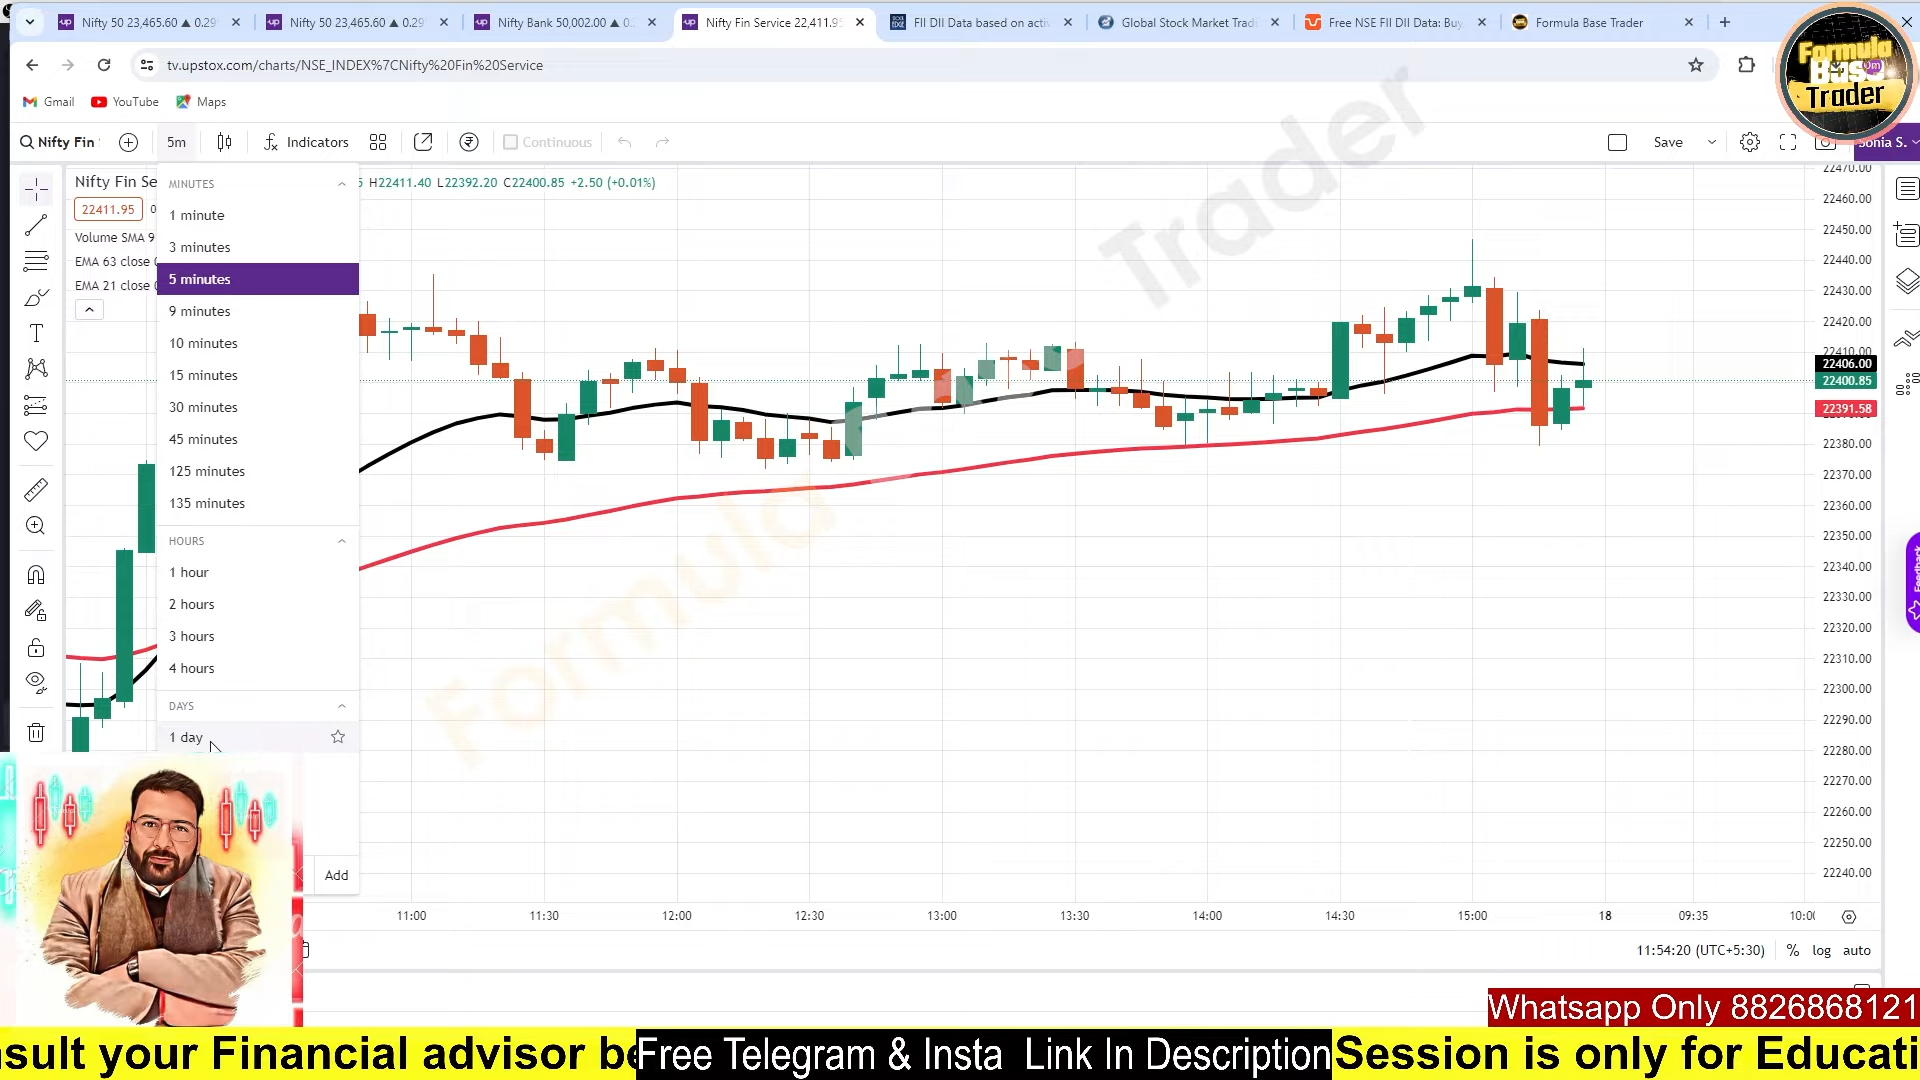 Nifty 50 23,465.60 ▲ 0.29
Nifty 50 23,465.60 ▲ 0.29
Nifty Bank 50,002.00 ▲
Nifty Fin Service 22,411.95
FII DII Data based on acti
Global Stock Market Tradi
Free NSE FII DII Data: Buy
Formula Base Trader
tv.upstox.com/charts/NSE_INDEX%7CNifty%20Fin%20Service
Gmail YouTube Maps
Formula
Base
Trader
Nifty Fin
5m
Indicators
Continuous
Save
Sonia S.
Nifty Fin Se
H22411.40 L22392.20 C22400.85 +2.50 (+0.01%)
22411.95 0
Volume SMA 9
EMA 63 close
EMA 21 close
MINUTES
1 minute
3 minutes
5 minutes
9 minutes
10 minutes
15 minutes
30 minutes
45 minutes
125 minutes
135 minutes
HOURS
1 hour
2 hours
3 hours
4 hours
DAYS
1 day
Add
Formula
Trader
22470.00
22460.00
22450.00
22440.00
22430.00
22420.00
22410.00
22406.00
22400.85
22391.58
22380.00
22370.00
22360.00
22350.00
22340.00
22330.00
22320.00
22310.00
22300.00
22290.00
22280.00
22270.00
22260.00
22250.00
22240.00
Feedback
11:00 11:30 12:00 12:30 13:00 13:30 14:00 14:30 15:00 18 09:35 10:00
11:54:20 (UTC+5:30) % log auto
Whatsapp Only 8826868121
nsult your Financial advisor be
Free Telegram & Insta Link In Description
Session is only for Educati